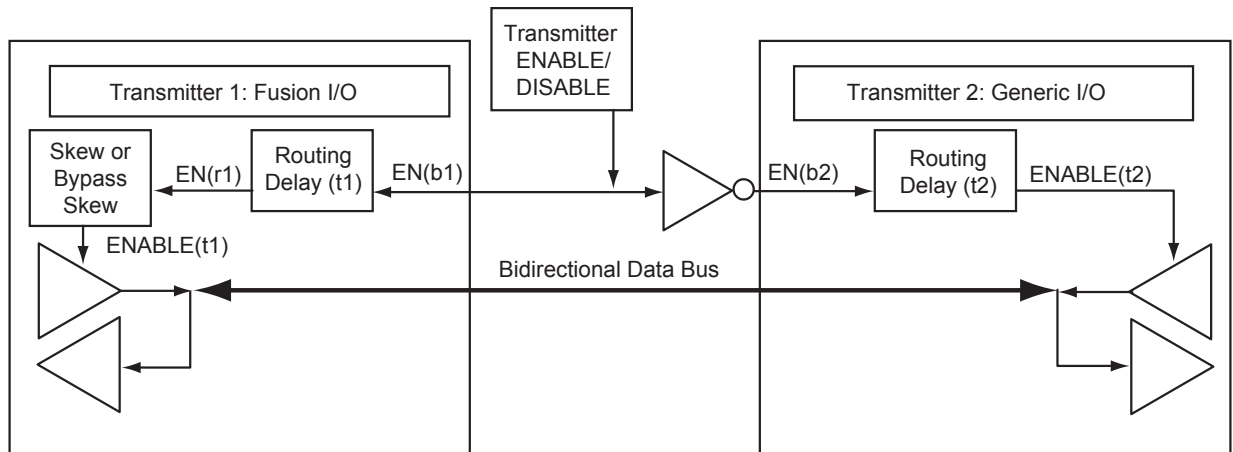 Transmitter
ENABLE/
DISABLE
Transmitter 1: Fusion I/O
Transmitter 2: Generic I/O
Skew or
Bypass
Skew
EN(r1)
Routing
Delay (t1)
EN(b1)
EN(b2)
Routing
Delay (t2)
ENABLE(t2)
ENABLE(t1)
Bidirectional Data Bus